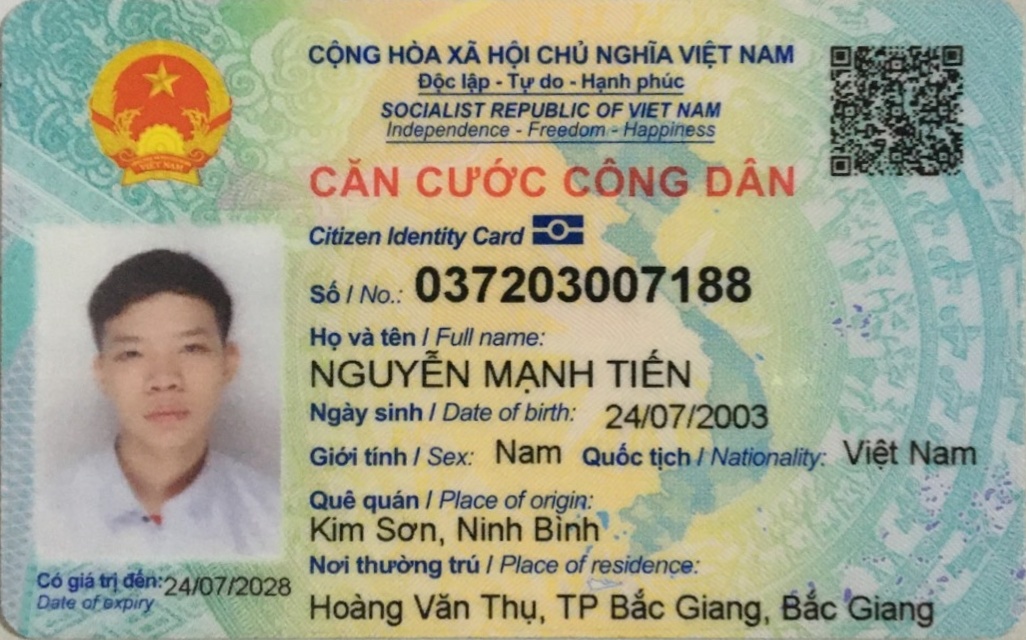 CỘNG HÒA XÃ HỘI CHỦ NGHĨA VIỆT NAM
Độc lập - Tự do - Hạnh phúc
SOCIALIST REPUBLIC OF VIET NAM
Independence - Freedom - Happiness
CĂN CƯỚC CÔNG DÂN
Citizen Identity Card
Số / No.: 037203007188
Họ và tên / Full name:
NGUYỄN MẠNH TIẾN
Ngày sinh / Date of birth: 24/07/2003
Giới tính / Sex: Nam Quốc tịch / Nationality: Việt Nam
Quê quán / Place of origin:
Kim Sơn, Ninh Bình
Nơi thường trú / Place of residence:
Hoàng Văn Thụ, TP Bắc Giang, Bắc Giang
Có giá trị đến: 24/07/2028
Date of expiry
VIỆT NAM